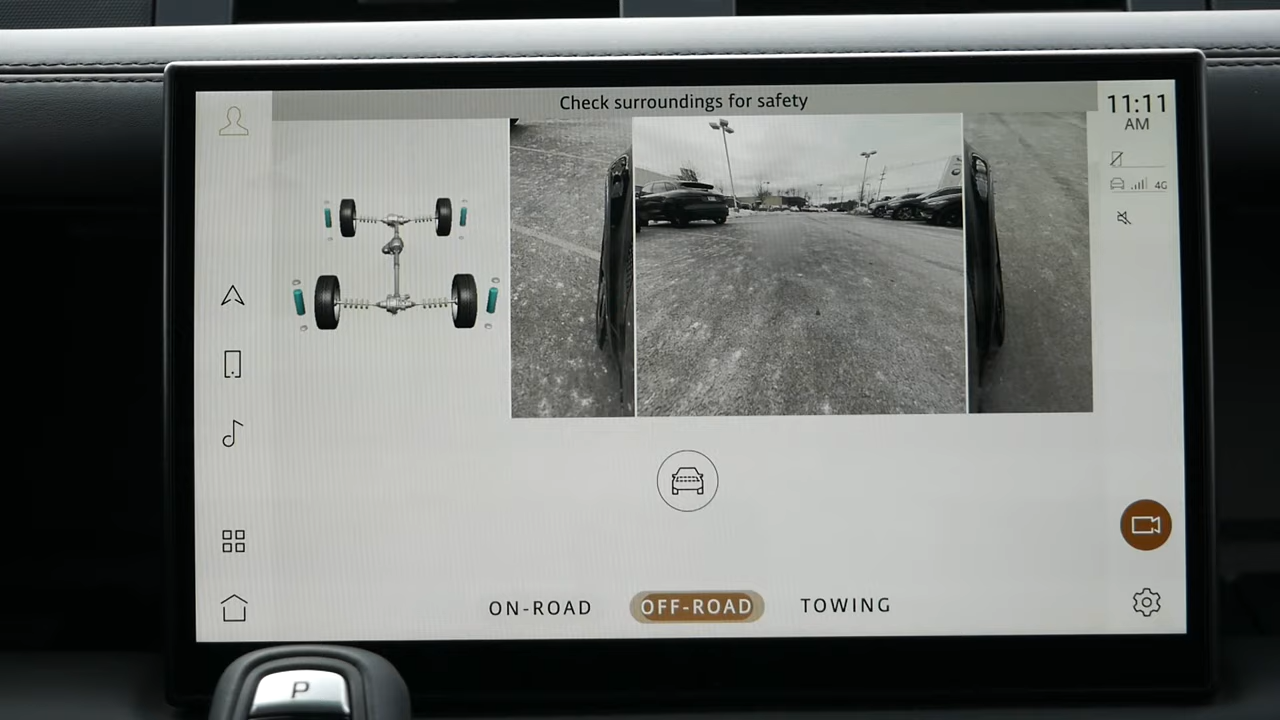 Check surroundings for safety
11:11
AM
4G
ON-ROAD
OFF-ROAD
TOWING
P